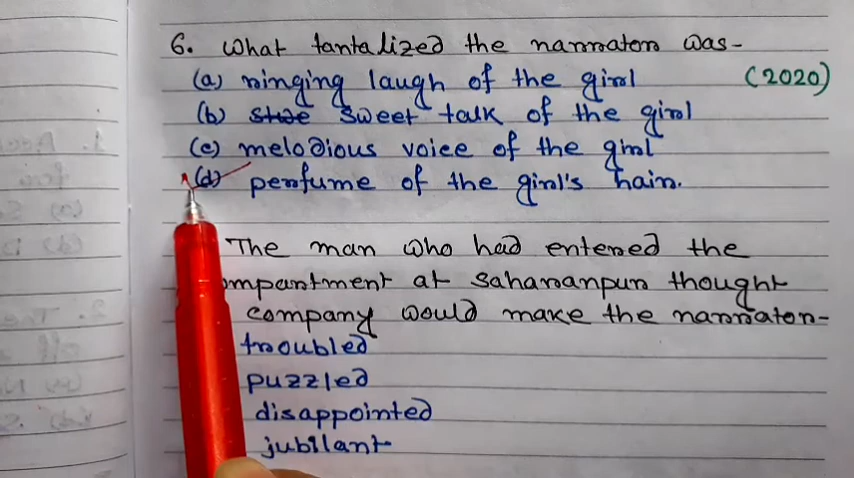 6. What tantalized the narrator was-
(a) ringing laugh of the girl (2020)
(b) sweet talk of the girl
(c) melodious voice of the girl
(d) perfume of the girl's hair.
The man who had entered the
ompartment at Saharanpur thought
company would make the narrator-
troubled
puzzled
disappointed
jubilant